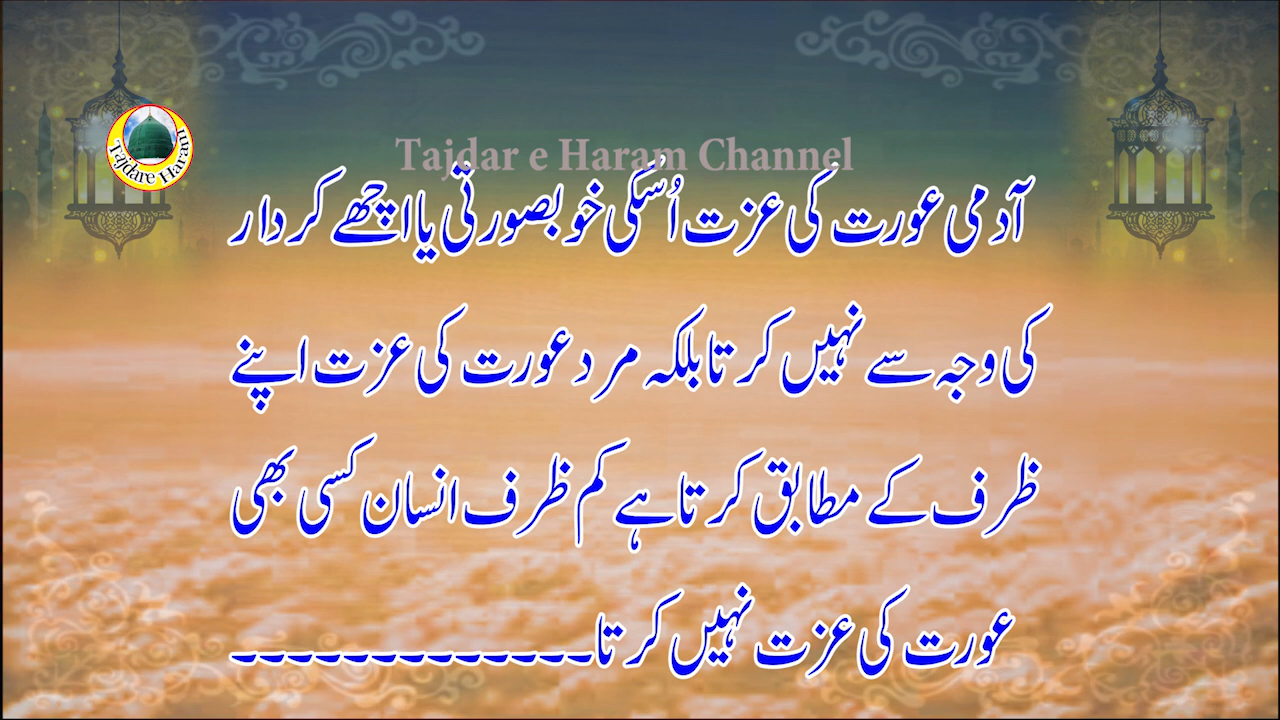 Tajdare Haram
Tajdar e Haram Channel
آدمی عورت کی عزت اُسکی خوبصورتی یا اچھے کردار
کی وجہ سے نہیں کرتا بلکہ مرد عورت کی عزت اپنے
ظرف کے مطابق کرتا ہے کم ظرف انسان کسی بھی
عورت کی عزت نہیں کرتا۔۔۔۔۔۔۔۔۔۔۔۔۔